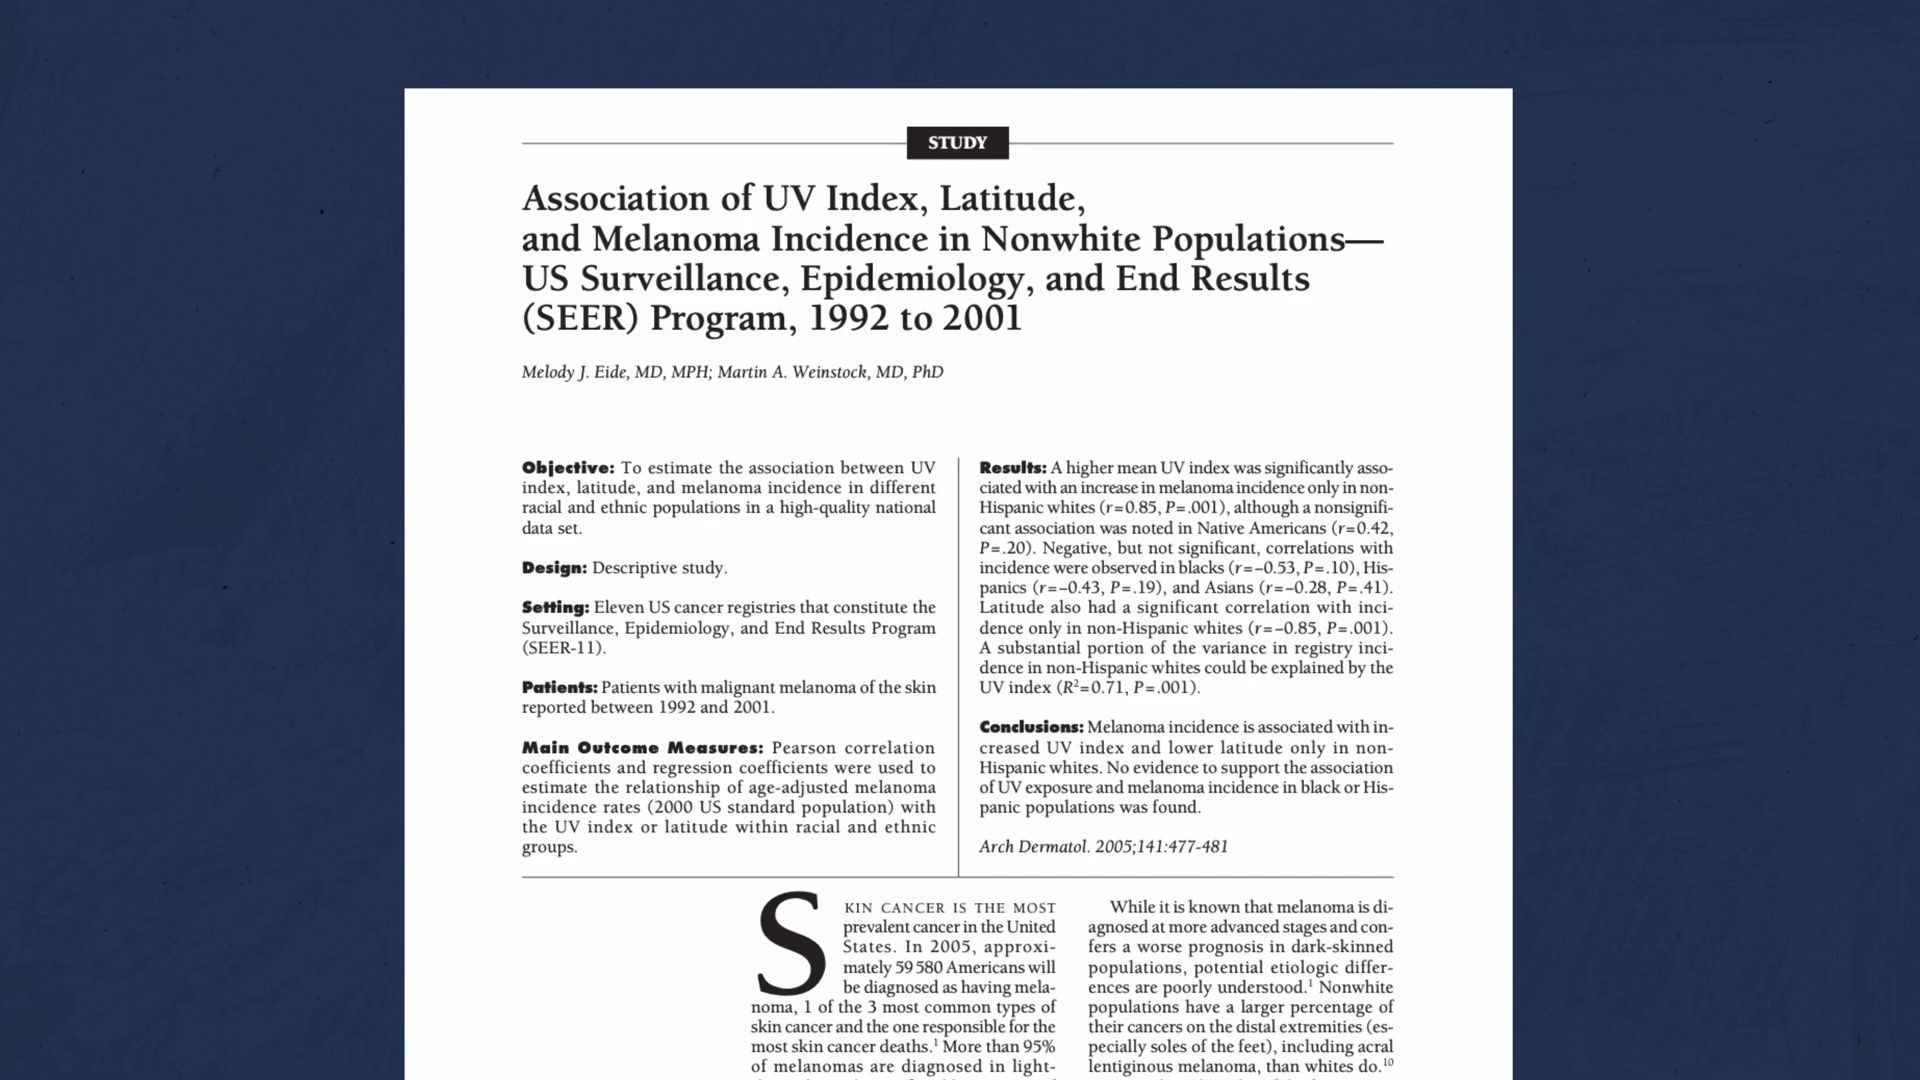 STUDY
Association of UV Index, Latitude,
and Melanoma Incidence in Nonwhite Populations—
US Surveillance, Epidemiology, and End Results
(SEER) Program, 1992 to 2001
Melody J. Eide, MD, MPH; Martin A. Weinstock, MD, PhD
Objective: To estimate the association between UV
index, latitude, and melanoma incidence in different
racial and ethnic populations in a high-quality national
data set.
Design: Descriptive study.
Setting: Eleven US cancer registries that constitute the
Surveillance, Epidemiology, and End Results Program
(SEER-11).
Patients: Patients with malignant melanoma of the skin
reported between 1992 and 2001.
Main Outcome Measures: Pearson correlation
coefficients and regression coefficients were used to
estimate the relationship of age-adjusted melanoma
incidence rates (2000 US standard population) with
the UV index or latitude within racial and ethnic
groups.
Results: A higher mean UV index was significantly asso-
ciated with an increase in melanoma incidence only in non-
Hispanic whites (r=0.85, P=.001), although a nonsignifi-
cant association was noted in Native Americans (r=0.42,
P=.20). Negative, but not significant, correlations with
incidence were observed in blacks (r=−0.53, P=.10), His-
panics (r=−0.43, P=.19), and Asians (r=−0.28, P=.41).
Latitude also had a significant correlation with inci-
dence only in non-Hispanic whites (r=−0.85, P=.001).
A substantial portion of the variance in registry inci-
dence in non-Hispanic whites could be explained by the
UV index (R²=0.71, P=.001).
Conclusions: Melanoma incidence is associated with in-
creased UV index and lower latitude only in non-
Hispanic whites. No evidence to support the association
of UV exposure and melanoma incidence in black or His-
panic populations was found.
Arch Dermatol. 2005;141:477-481
SKIN CANCER IS THE MOST
prevalent cancer in the United
States. In 2005, approxi-
mately 59 580 Americans will
be diagnosed as having mela-
noma, 1 of the 3 most common types of
skin cancer and the one responsible for the
most skin cancer deaths.¹ More than 95%
of melanomas are diagnosed in light-
While it is known that melanoma is di-
agnosed at more advanced stages and con-
fers a worse prognosis in dark-skinned
populations, potential etiologic differ-
ences are poorly understood.¹ Nonwhite
populations have a larger percentage of
their cancers on the distal extremities (es-
pecially soles of the feet), including acral
lentiginous melanoma, than whites do.¹⁰